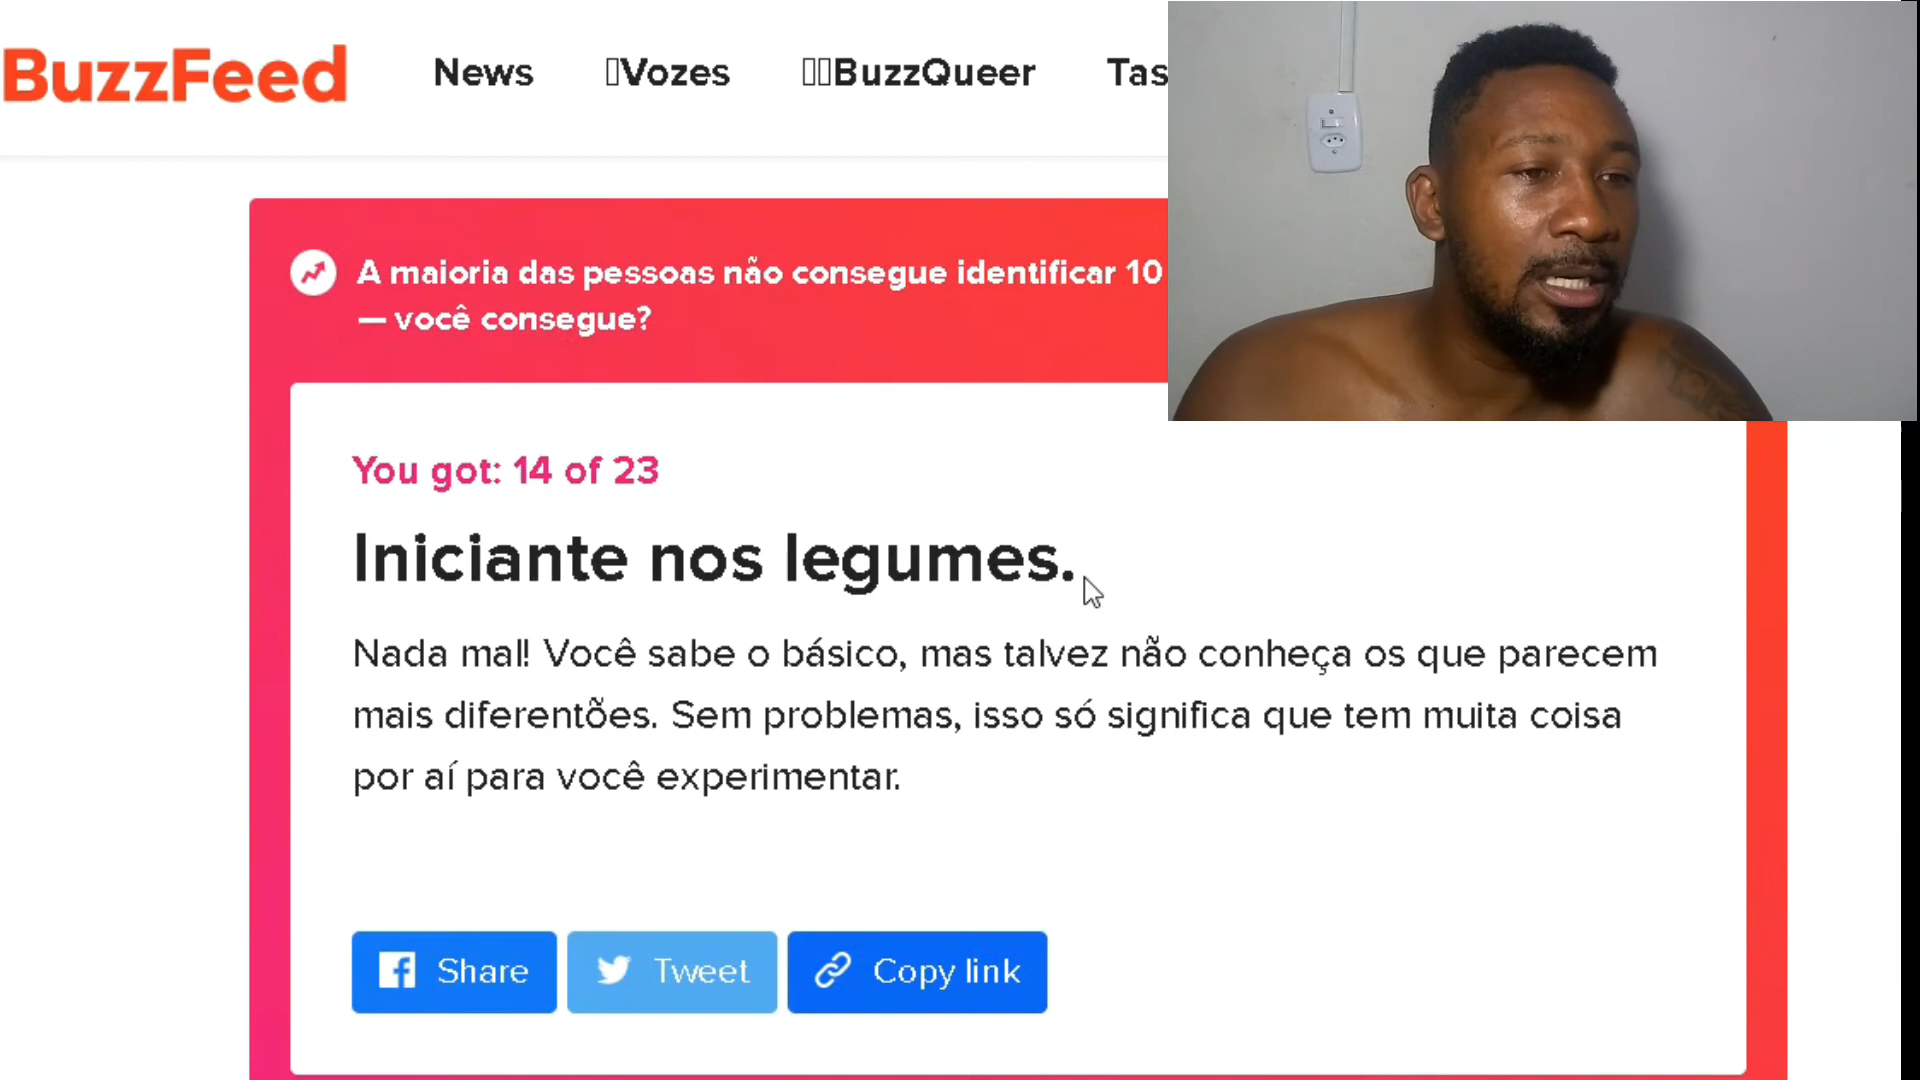 BuzzFeed News Vozes BuzzQueer Tas
A maioria das pessoas não consegue identificar 10
— você consegue?
You got: 14 of 23
Iniciante nos legumes.
Nada mal! Você sabe o básico, mas talvez não conheça os que parecem
mais diferentões. Sem problemas, isso só significa que tem muita coisa
por aí para você experimentar.
Share Tweet Copy link